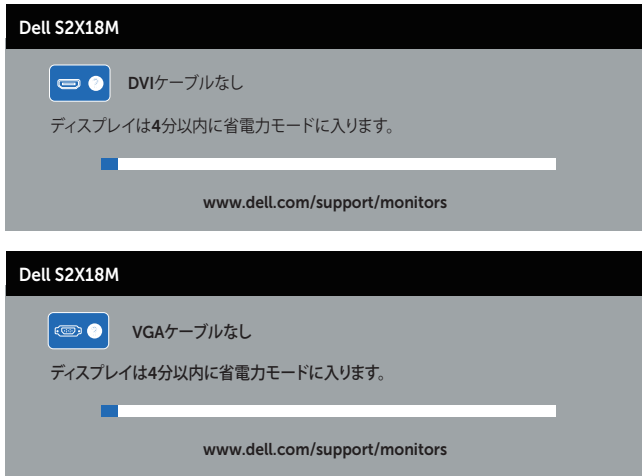 Dell S2X18M
? DVIケーブルなし
ディスプレイは4分以内に省電力モードに入ります。
www.dell.com/support/monitors
Dell S2X18M
? VGAケーブルなし
ディスプレイは4分以内に省電力モードに入ります。
www.dell.com/support/monitors